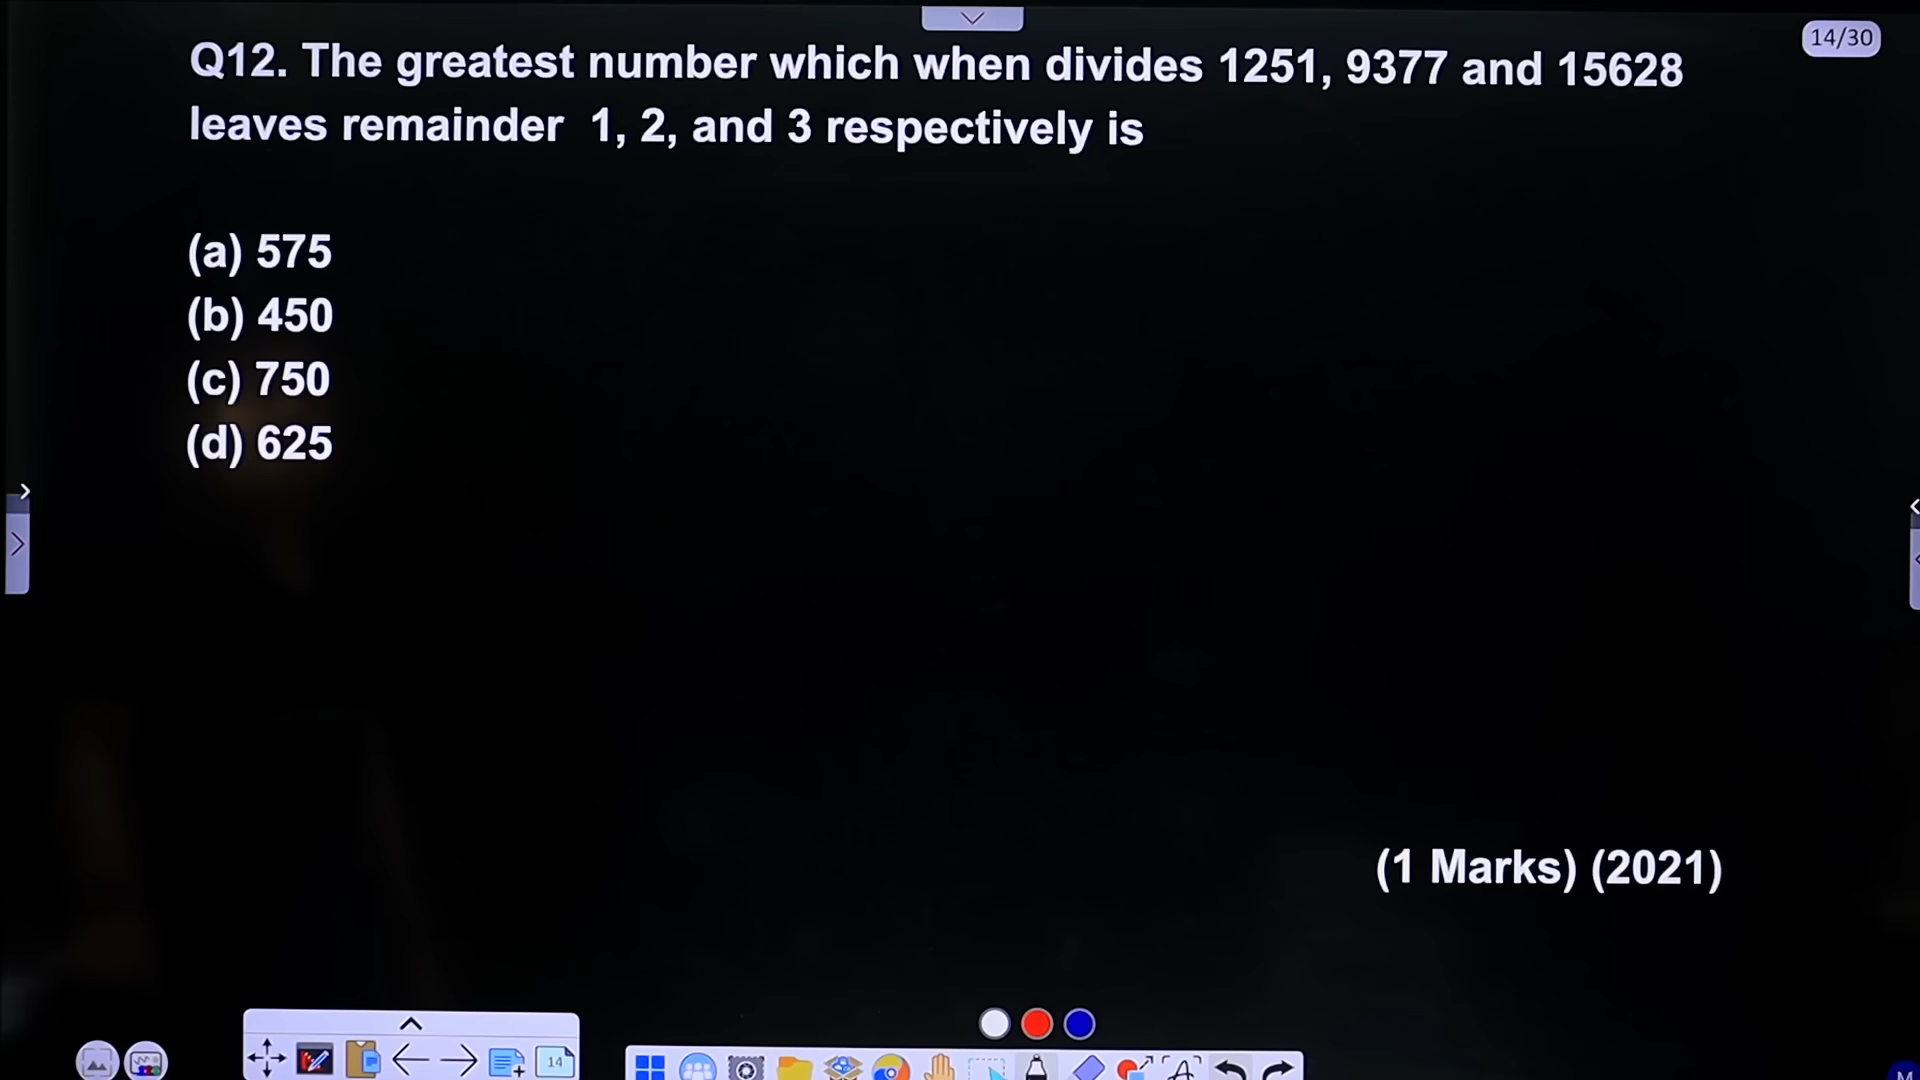 14/30
Q12. The greatest number which when divides 1251, 9377 and 15628
leaves remainder 1, 2, and 3 respectively is
(a) 575
(b) 450
(c) 750
(d) 625
(1 Marks) (2021)
14
M